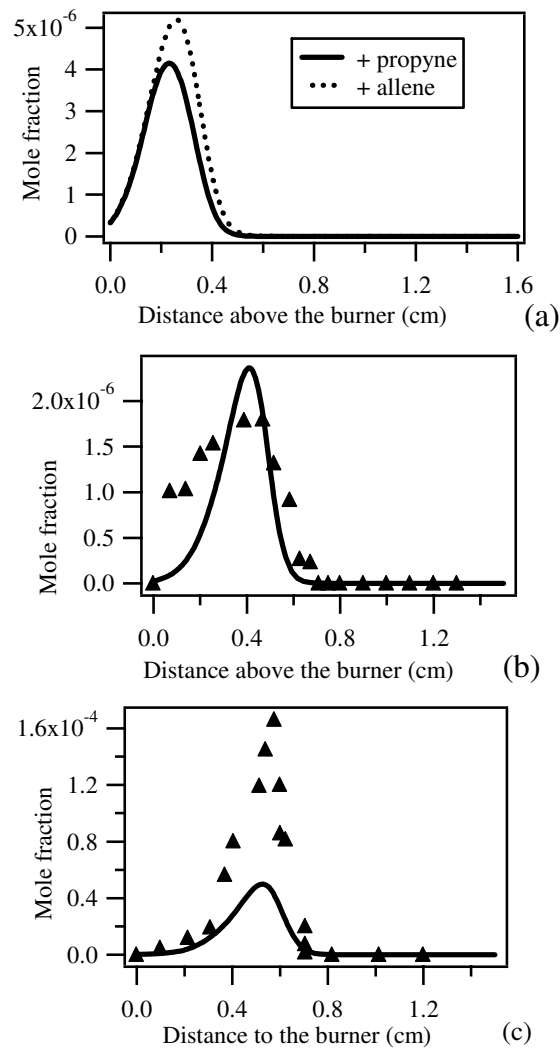 5x10-6
4
3
2
1
0
Mole fraction
+ propyne
+ allene
0.0 0.4 0.8 1.2 1.6
Distance above the burner (cm)
(a)
2.0x10-6
1.5
1.0
0.5
0.0
Mole fraction
0.0 0.4 0.8 1.2
Distance above the burner (cm)
(b)
1.6x10-4
1.2
0.8
0.4
0.0
Mole fraction
0.0 0.4 0.8 1.2
Distance to the burner (cm)
(c)